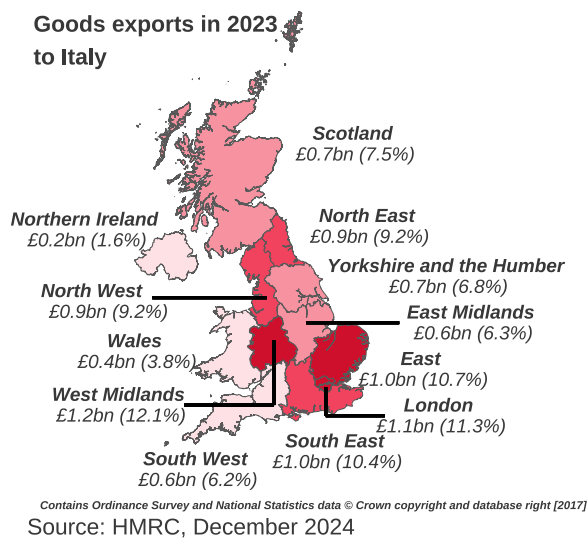 Goods exports in 2023
to Italy
Scotland
£0.7bn (7.5%)
Northern Ireland
£0.2bn (1.6%)
North East
£0.9bn (9.2%)
Yorkshire and the Humber
£0.7bn (6.8%)
North West
£0.9bn (9.2%)
East Midlands
£0.6bn (6.3%)
Wales
£0.4bn (3.8%)
East
£1.0bn (10.7%)
West Midlands
£1.2bn (12.1%)
London
£1.1bn (11.3%)
South East
£1.0bn (10.4%)
South West
£0.6bn (6.2%)
Contains Ordinance Survey and National Statistics data © Crown copyright and database right [2017]
Source: HMRC, December 2024